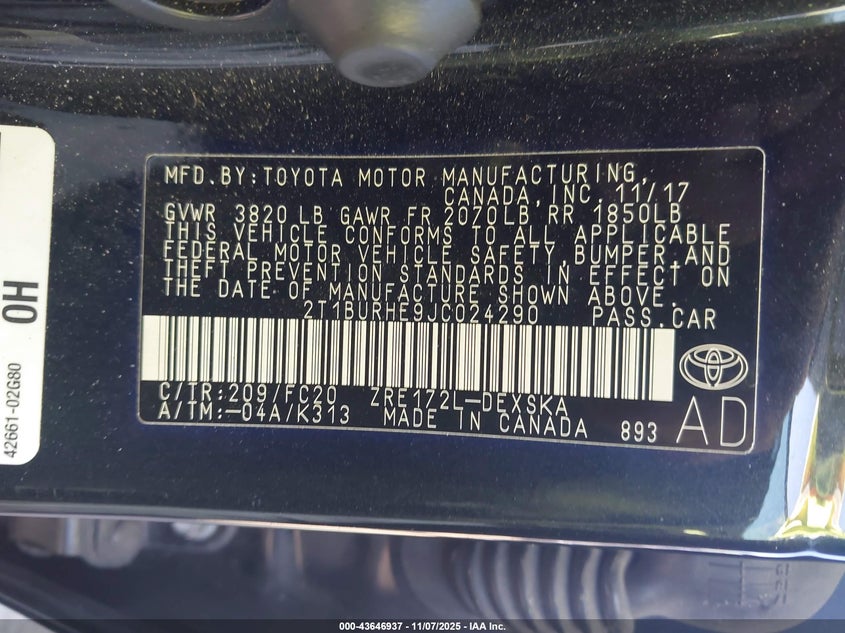 MFD.BY:TOYOTA MOTOR MANUFACTURING,
CANADA,INC. 11/17
GVWR 3820 LB GAWR FR 2070LB RR 1850LB
THIS VEHICLE CONFORMS TO ALL APPLICABLE
FEDERAL MOTOR VEHICLE SAFETY,BUMPER,AND
THEFT PREVENTION STANDARDS IN EFFECT ON
THE DATE OF MANUFACTURE SHOWN ABOVE.
2T1BURHE9JC024290 PASS.CAR
C/TR:209/FC20 ZRE172L-DEXSKA
A/TM:-04A/K313 MADE IN CANADA 893
AD
OH
42661-02G80
000-43646937 - 11/07/2025 - IAA Inc.